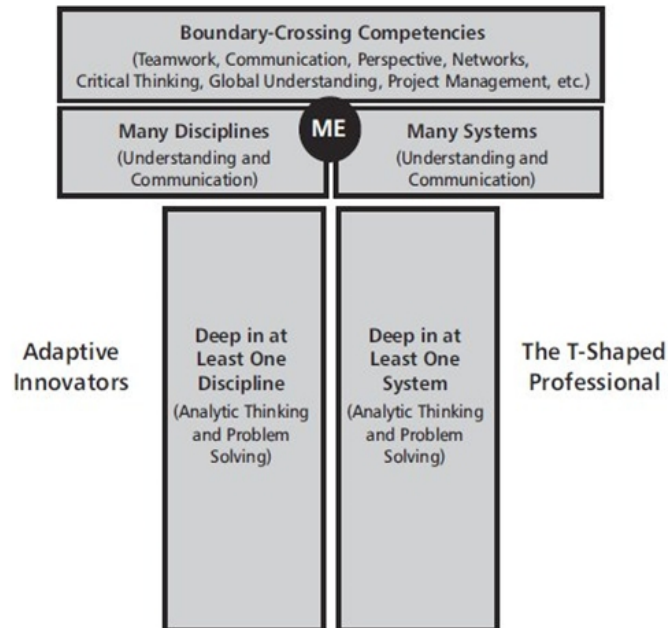 Boundary-Crossing Competencies
(Teamwork, Communication, Perspective, Networks,
Critical Thinking, Global Understanding, Project Management, etc.)
ME
Many Disciplines
(Understanding and
Communication)
Many Systems
(Understanding and
Communication)
Adaptive
Innovators
Deep in at
Least One
Discipline
(Analytic Thinking
and Problem
Solving)
Deep in at
Least One
System
(Analytic Thinking
and Problem
Solving)
The T-Shaped
Professional